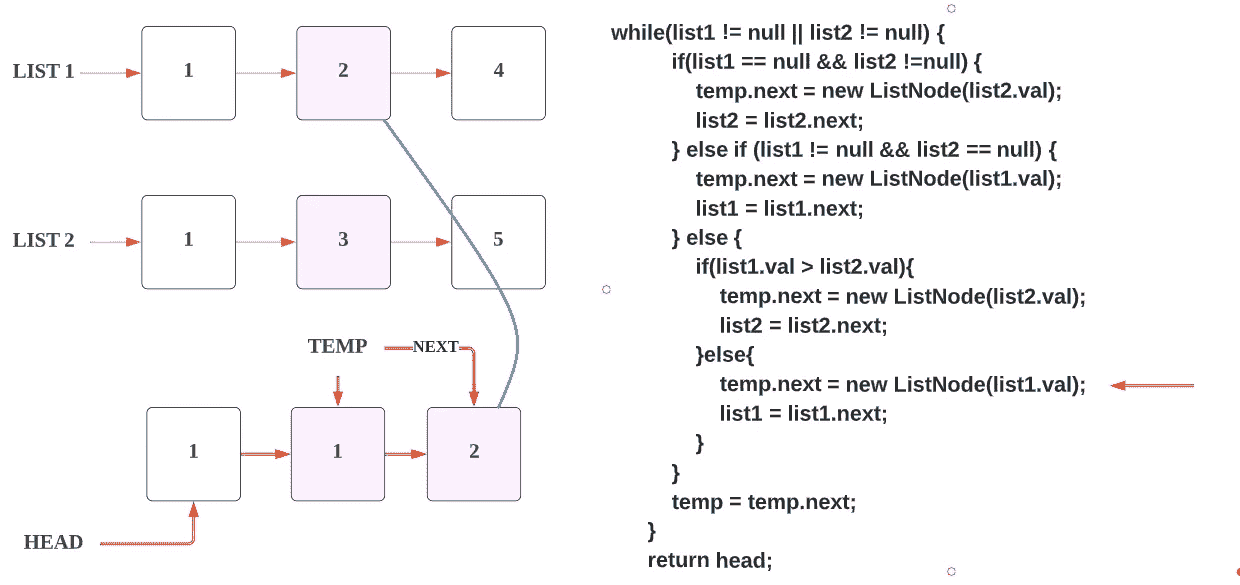 LIST 1
1
2
4
LIST 2
1
3
5
TEMP
NEXT
1
1
2
HEAD
while(list1 != null || list2 != null) {
if(list1 == null && list2 !=null) {
temp.next = new ListNode(list2.val);
list2 = list2.next;
} else if (list1 != null && list2 == null) {
temp.next = new ListNode(list1.val);
list1 = list1.next;
} else {
if(list1.val > list2.val){
temp.next = new ListNode(list2.val);
list2 = list2.next;
}else{
temp.next = new ListNode(list1.val);
list1 = list1.next;
}
}
temp = temp.next;
}
return head;